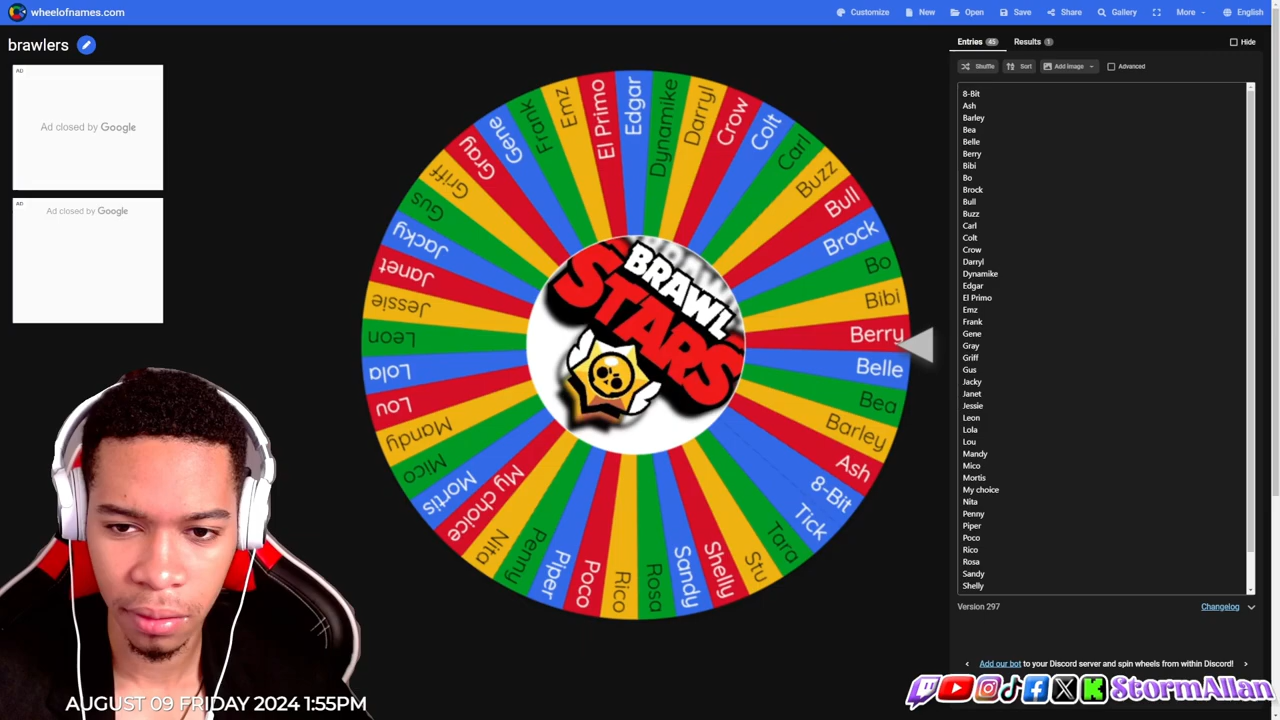 wheelofnames.com
Customize
New
Open
Save
Share
Gallery
More
English
brawlers
AD
Ad closed by Google
AD
Ad closed by Google
Edgar
Dynamike
Darryl
Crow
Colt
Carl
Buzz
Bull
Brock
Bo
Bibi
Berry
Belle
Bea
Barley
Ash
8-Bit
Tick
Tara
Stu
Shelly
Sandy
Rosa
Rico
Poco
Piper
Penny
Nita
My choice
Mortis
Mico
Mandy
Lou
Lola
Leon
Jessie
Janet
Jacky
Gus
Griff
Gray
Gene
Frank
Emz
El Primo
BRAWL
STARS
Entries 45
Results 1
Hide
Shuffle
Sort
Add image
Advanced
8-Bit
Ash
Barley
Bea
Belle
Berry
Bibi
Bo
Brock
Bull
Buzz
Carl
Colt
Crow
Darryl
Dynamike
Edgar
El Primo
Emz
Frank
Gene
Gray
Griff
Gus
Jacky
Janet
Jessie
Leon
Lola
Lou
Mandy
Mico
Mortis
My choice
Nita
Penny
Piper
Poco
Rico
Rosa
Sandy
Shelly
Version 297
Changelog
Add our bot to your Discord server and spin wheels from within Discord!
StormAllan
AUGUST 09 FRIDAY 2024 1:55PM